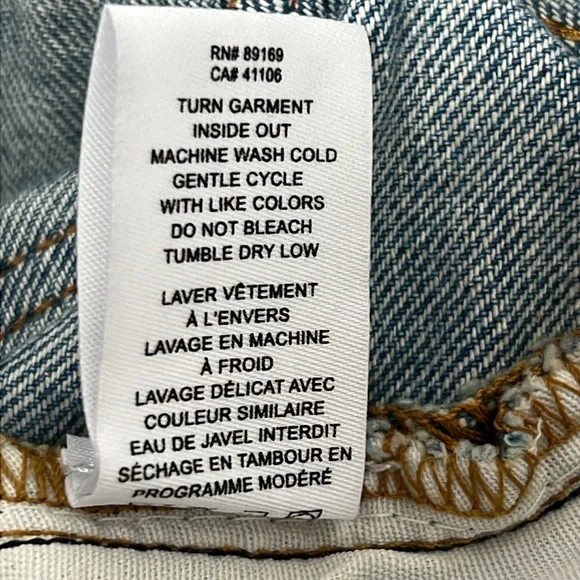 RN# 89169
CA# 41106
TURN GARMENT
INSIDE OUT
MACHINE WASH COLD
GENTLE CYCLE
WITH LIKE COLORS
DO NOT BLEACH
TUMBLE DRY LOW
LAVER VÊTEMENT
À L'ENVERS
LAVAGE EN MACHINE
À FROID
LAVAGE DÉLICAT AVEC
COULEUR SIMILAIRE
EAU DE JAVEL INTERDIT
SÉCHAGE EN TAMBOUR EN
PROGRAMME MODÉRÉ